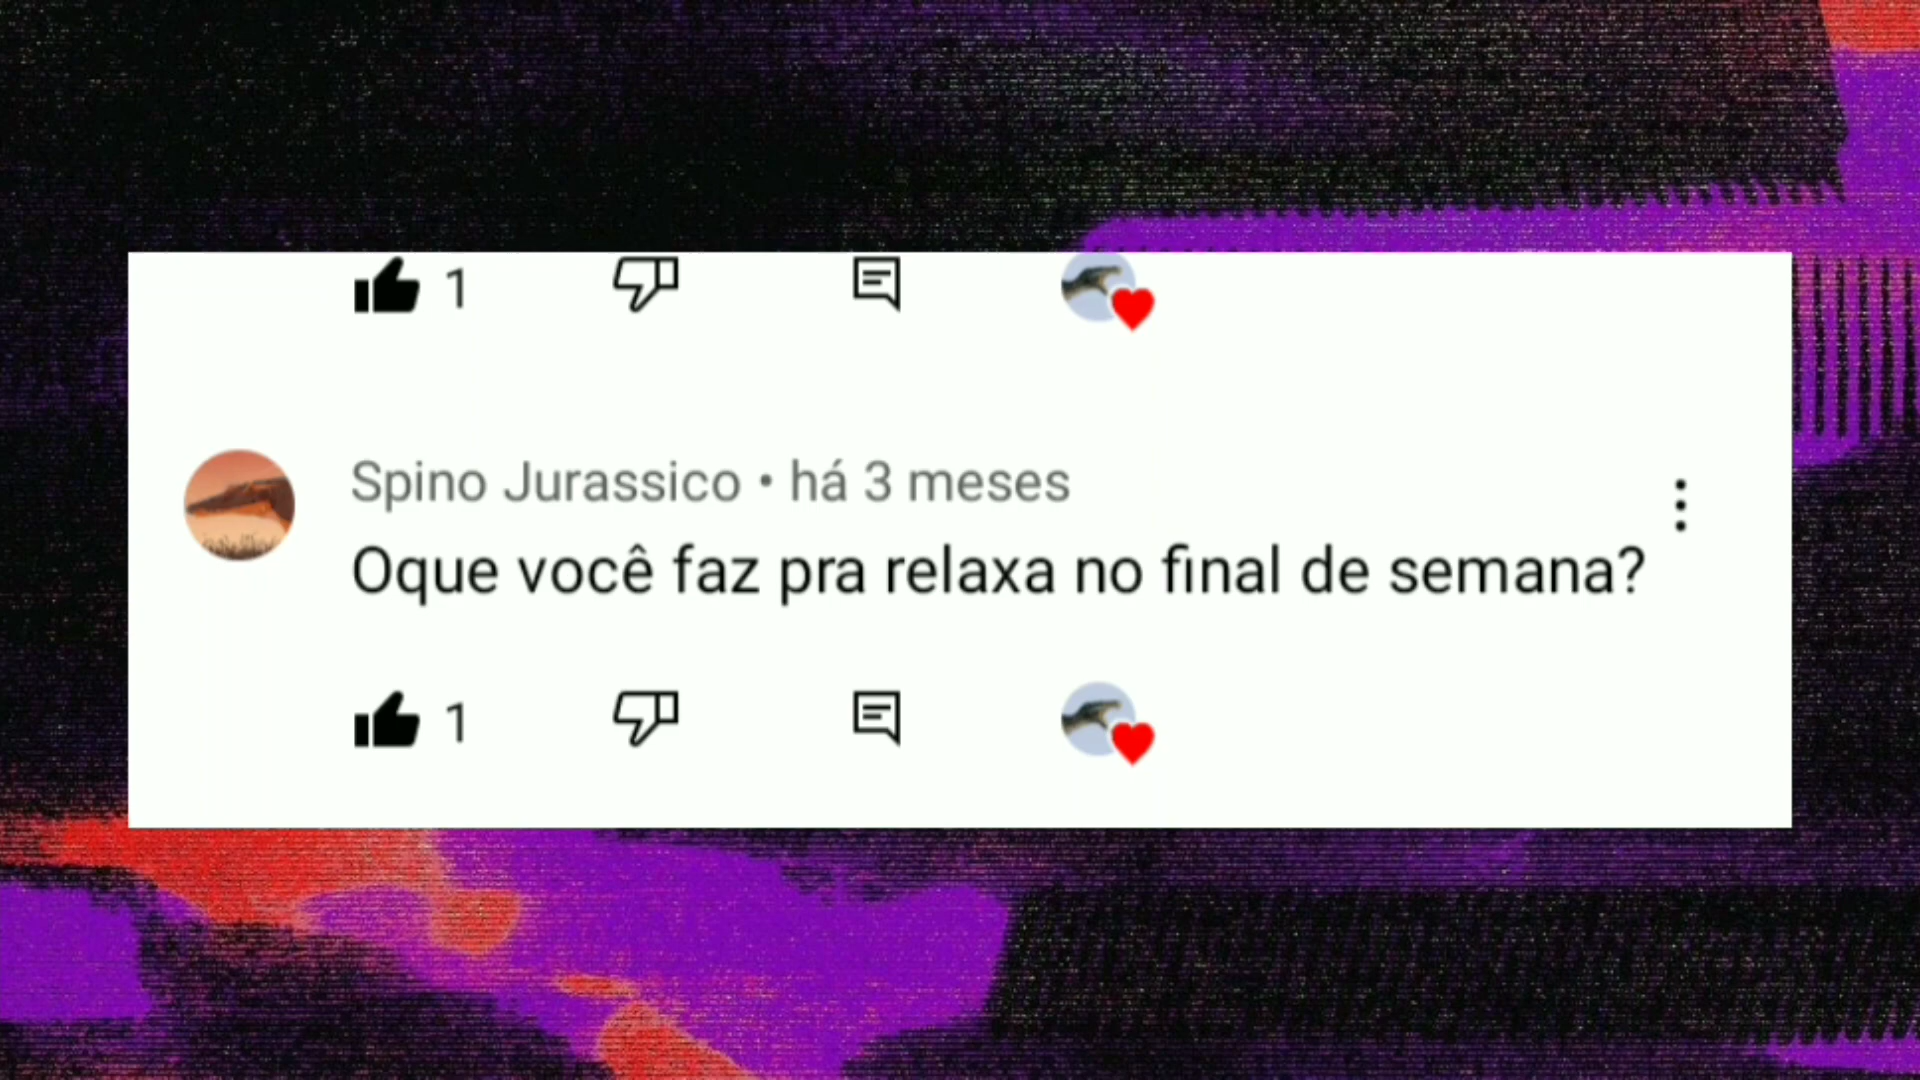 1
Spino Jurassico • há 3 meses
Oque você faz pra relaxa no final de semana?
1